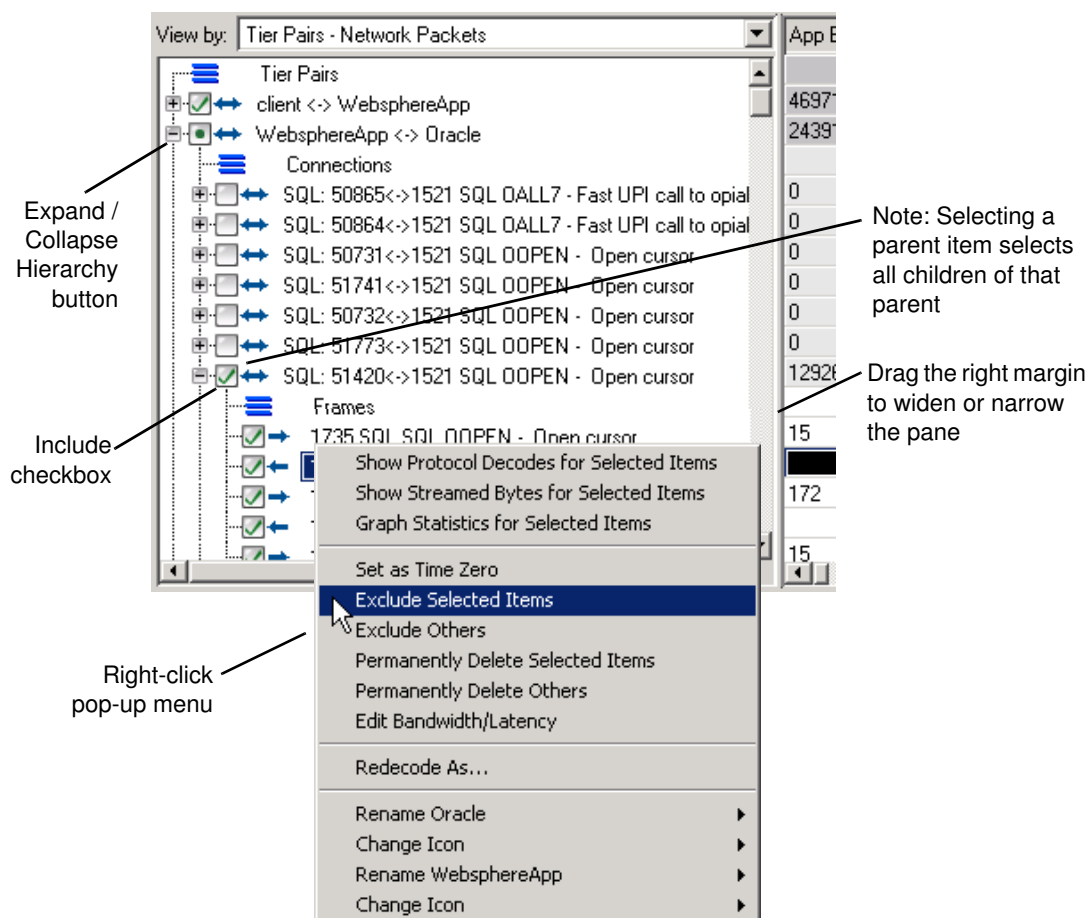 View by: Tier Pairs - Network Packets
App E
Tier Pairs
client <-> WebsphereApp
46971
WebsphereApp <-> Oracle
24391
Connections
SQL: 50865<->1521 SQL OALL7 - Fast UPI call to opial
0
SQL: 50864<->1521 SQL OALL7 - Fast UPI call to opial
0
SQL: 50731<->1521 SQL OOPEN - Open cursor
0
SQL: 51741<->1521 SQL OOPEN - Open cursor
0
SQL: 50732<->1521 SQL OOPEN - Open cursor
0
SQL: 51773<->1521 SQL OOPEN - Open cursor
0
SQL: 51420<->1521 SQL OOPEN - Open cursor
12926
Frames
1735 SQL SQL OOPEN - Open cursor
15
172
15
Expand /
Collapse
Hierarchy
button
Include
checkbox
Right-click
pop-up menu
Note: Selecting a
parent item selects
all children of that
parent
Drag the right margin
to widen or narrow
the pane
Show Protocol Decodes for Selected Items
Show Streamed Bytes for Selected Items
Graph Statistics for Selected Items
Set as Time Zero
Exclude Selected Items
Exclude Others
Permanently Delete Selected Items
Permanently Delete Others
Edit Bandwidth/Latency
Redecode As...
Rename Oracle
Change Icon
Rename WebsphereApp
Change Icon